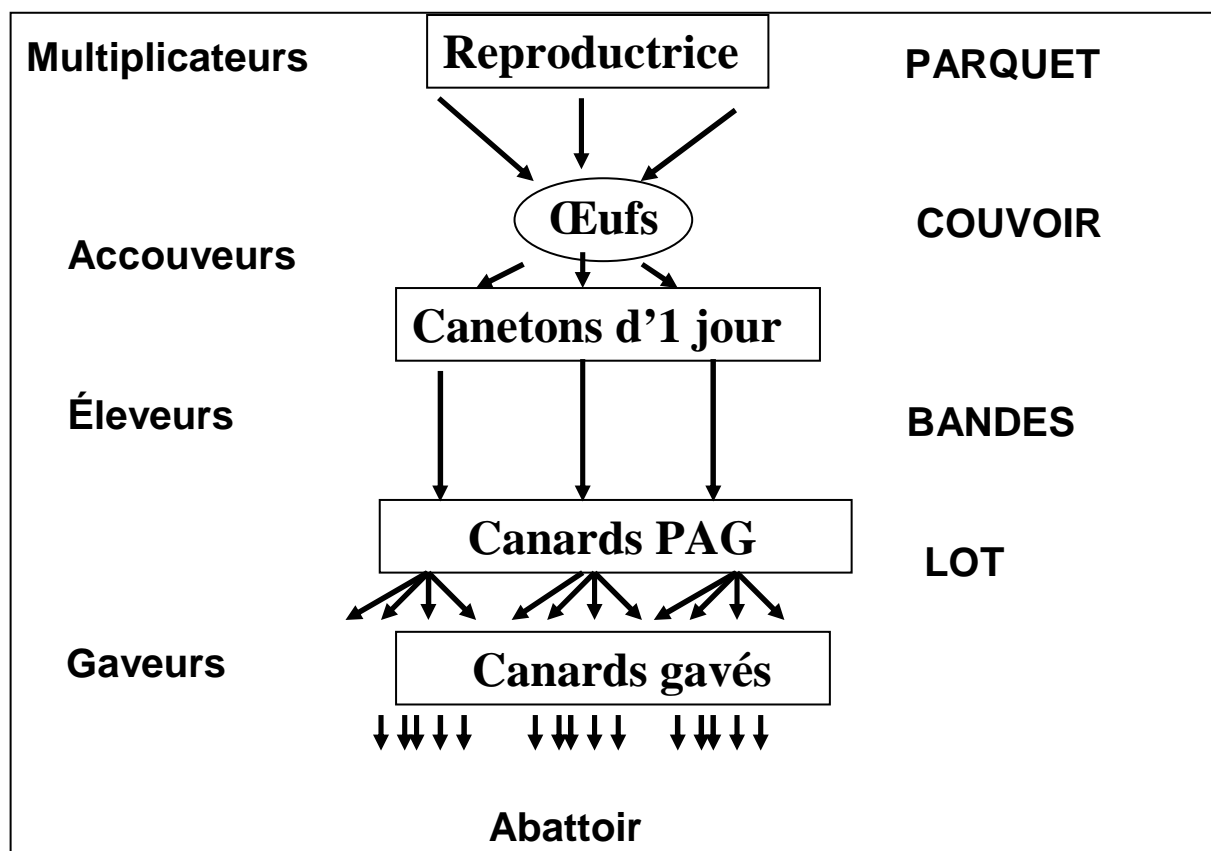 Multiplicateurs
Reproductrice
PARQUET
Œufs
COUVOIR
Accouveurs
Canetons d’1 jour
Éleveurs
BANDES
Canards PAG
LOT
Gaveurs
Canards gavés
Abattoir